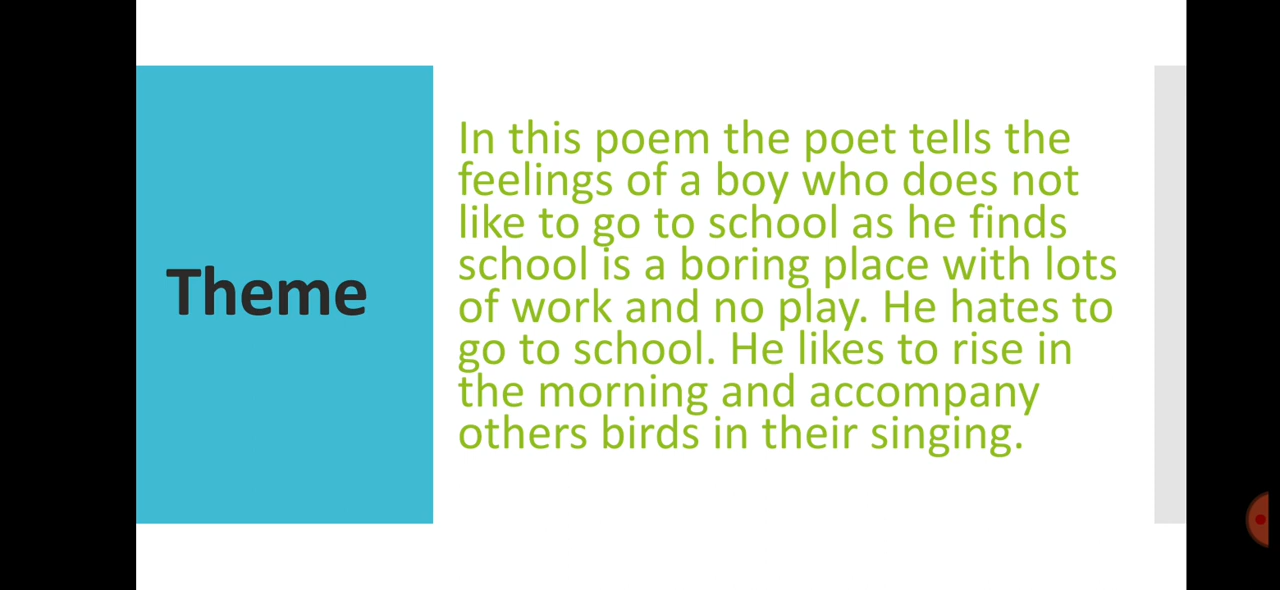 Theme
In this poem the poet tells the
feelings of a boy who does not
like to go to school as he finds
school is a boring place with lots
of work and no play. He hates to
go to school. He likes to rise in
the morning and accompany
others birds in their singing.